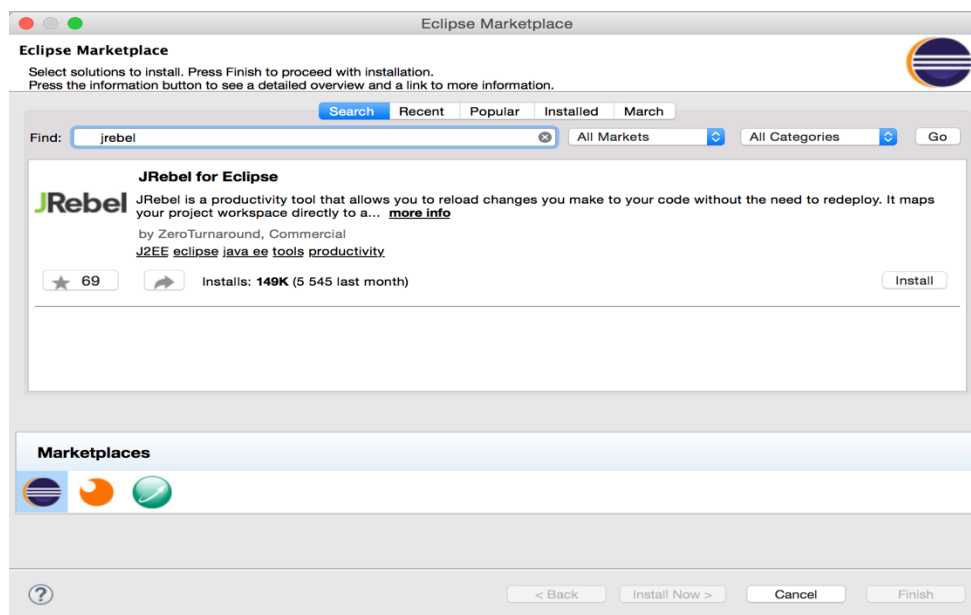 Eclipse Marketplace
Eclipse Marketplace
Select solutions to install. Press Finish to proceed with installation.
Press the information button to see a detailed overview and a link to more information.
Search Recent Popular Installed March
Find: jrebel All Markets All Categories Go
JRebel for Eclipse
JRebel
JRebel is a productivity tool that allows you to reload changes you make to your code without the need to redeploy. It maps
your project workspace directly to a... more info
by ZeroTurnaround, Commercial
J2EE eclipse java ee tools productivity
69 Installs: 149K (5 545 last month) Install
Marketplaces
? < Back Install Now > Cancel Finish